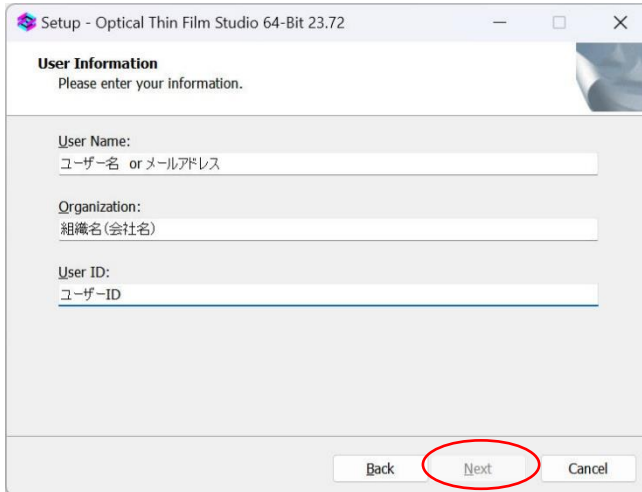 Setup - Optical Thin Film Studio 64-Bit 23.72
User Information
Please enter your information.
User Name:
ユーザー名 or メールアドレス
Organization:
組織名(会社名)
User ID:
ユーザーID
Back Next Cancel